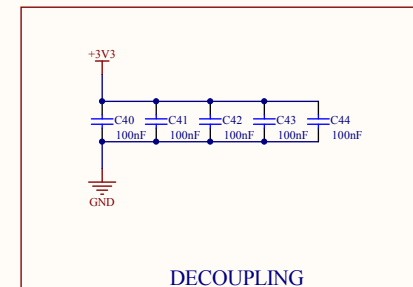 +3V3
C40 C41 C42 C43 C44
100nF 100nF 100nF 100nF 100nF
GND
DECOUPLING